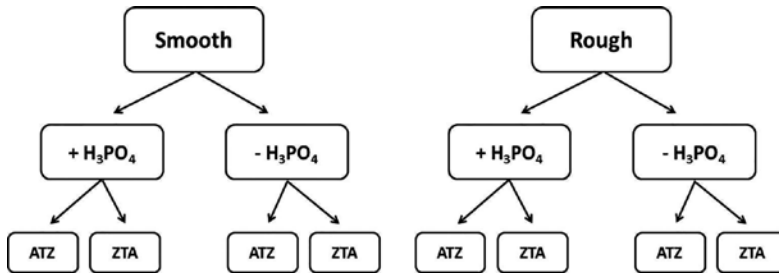 Smooth Rough
+ H₃PO₄ - H₃PO₄ + H₃PO₄ - H₃PO₄
ATZ ZTA ATZ ZTA ATZ ZTA ATZ ZTA